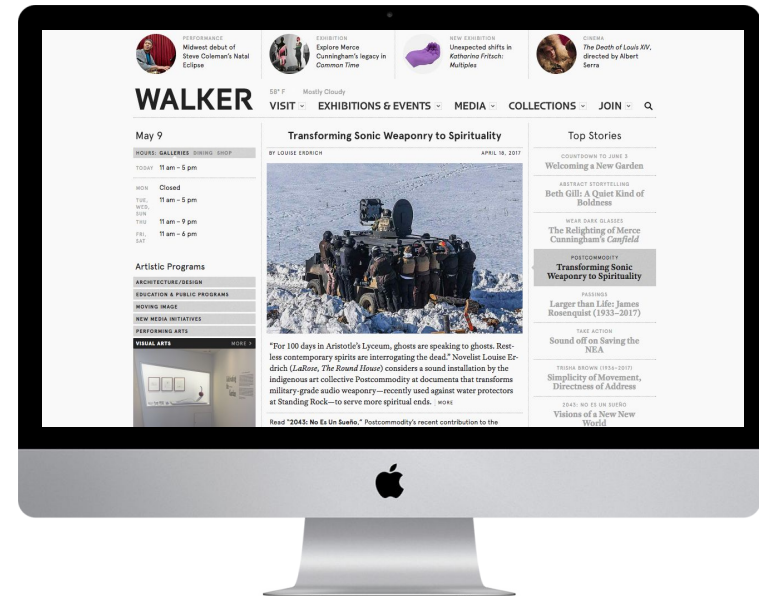 PERFORMANCE
Midwest debut of
Steve Coleman's Natal
Eclipse
EXHIBITION
Explore Merce
Cunningham's legacy in
Common Time
NEW EXHIBITION
Unexpected shifts in
Katharina Fritsch:
Multiples
CINEMA
The Death of Louis XIV,
directed by Albert
Serra
WALKER
58° F Mostly Cloudy
VISIT EXHIBITIONS & EVENTS MEDIA COLLECTIONS JOIN
May 9
HOURS: GALLERIES DINING SHOP
TODAY 11 am – 5 pm
MON Closed
TUE, 11 am – 5 pm
WED,
SUN
THU 11 am – 9 pm
FRI, 11 am – 6 pm
SAT
Artistic Programs
ARCHITECTURE/DESIGN
EDUCATION & PUBLIC PROGRAMS
MOVING IMAGE
NEW MEDIA INITIATIVES
PERFORMING ARTS
VISUAL ARTS MORE >
Transforming Sonic Weaponry to Spirituality
BY LOUISE ERDRICH APRIL 18, 2017
"For 100 days in Aristotle's Lyceum, ghosts are speaking to ghosts. Rest-
less contemporary spirits are interrogating the dead." Novelist Louise Er-
drich (LaRose, The Round House) considers a sound installation by the
indigenous art collective Postcommodity at documenta that transforms
military-grade audio weaponry—recently used against water protectors
at Standing Rock—to serve more spiritual ends. | MORE
Read "2043: No Es Un Sueño," Postcommodity's recent contribution to the
Top Stories
COUNTDOWN TO JUNE 3
Welcoming a New Garden
ABSTRACT STORYTELLING
Beth Gill: A Quiet Kind of
Boldness
WEAR DARK GLASSES
The Relighting of Merce
Cunningham's Canfield
POSTCOMMODITY
Transforming Sonic
Weaponry to Spirituality
PASSINGS
Larger than Life: James
Rosenquist (1933–2017)
TAKE ACTION
Sound off on Saving the
NEA
TRISHA BROWN (1936–2017)
Simplicity of Movement,
Directness of Address
2043: NO ES UN SUEÑO
Visions of a New New
World